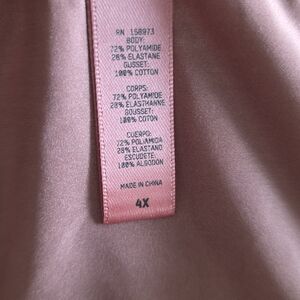 RN 158973
BODY:
72% POLYAMIDE
28% ELASTANE
GUSSET:
100% COTTON
CORPS:
72% POLYAMIDE
28% ELASTHANNE
GOUSSET:
100% COTON
CUERPO:
72% POLIAMIDA
28% ELASTANO
ESCUDETE:
100% ALGODON
MADE IN CHINA
4X